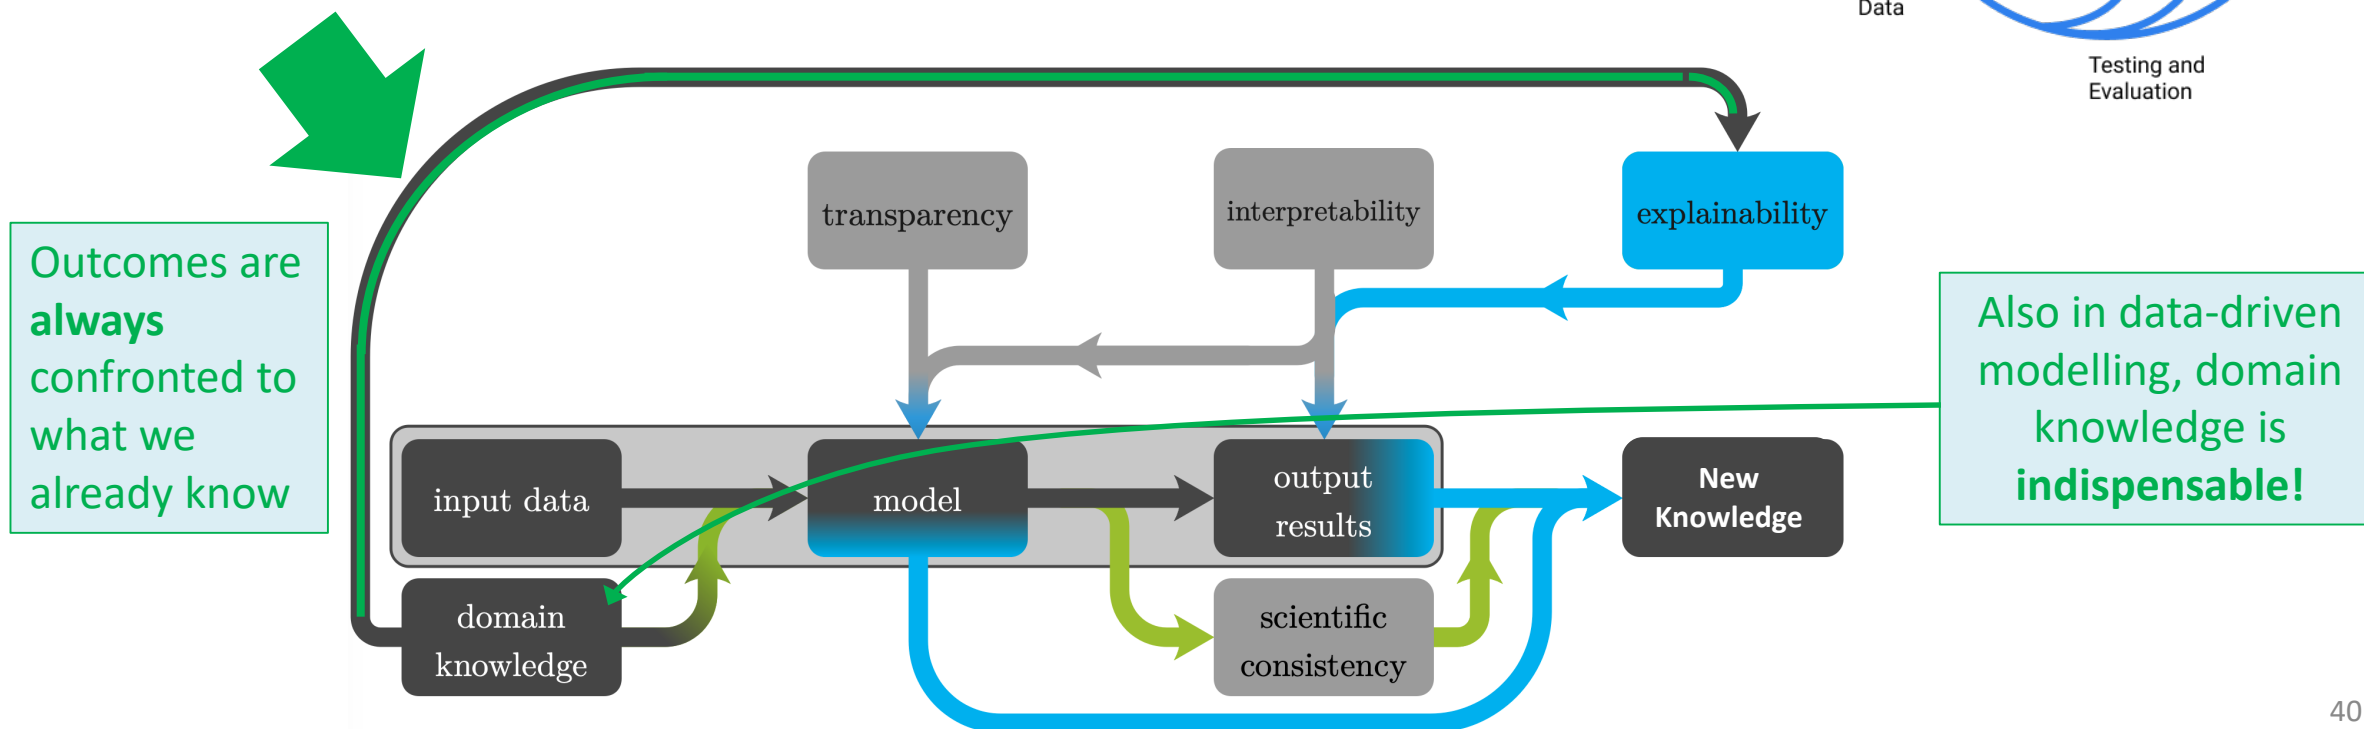 Data
Testing and
Evaluation
transparency
interpretability
explainability
Outcomes are
always
confronted to
what we
already know
Also in data-driven
modelling, domain
knowledge is
indispensable!
input data
model
output
results
New
Knowledge
domain
knowledge
scientific
consistency
40